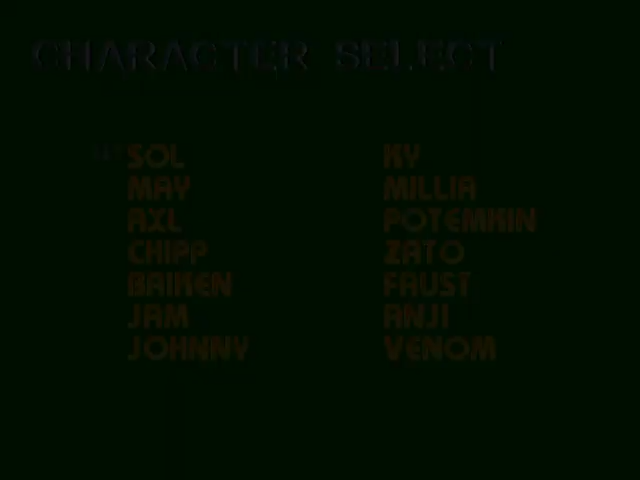 CHARACTER SELECT
SOL KY
MAY MILLIA
AXL POTEMKIN
CHIPP ZATO
BAIKEN FAUST
JAM ANJI
JOHNNY VENOM